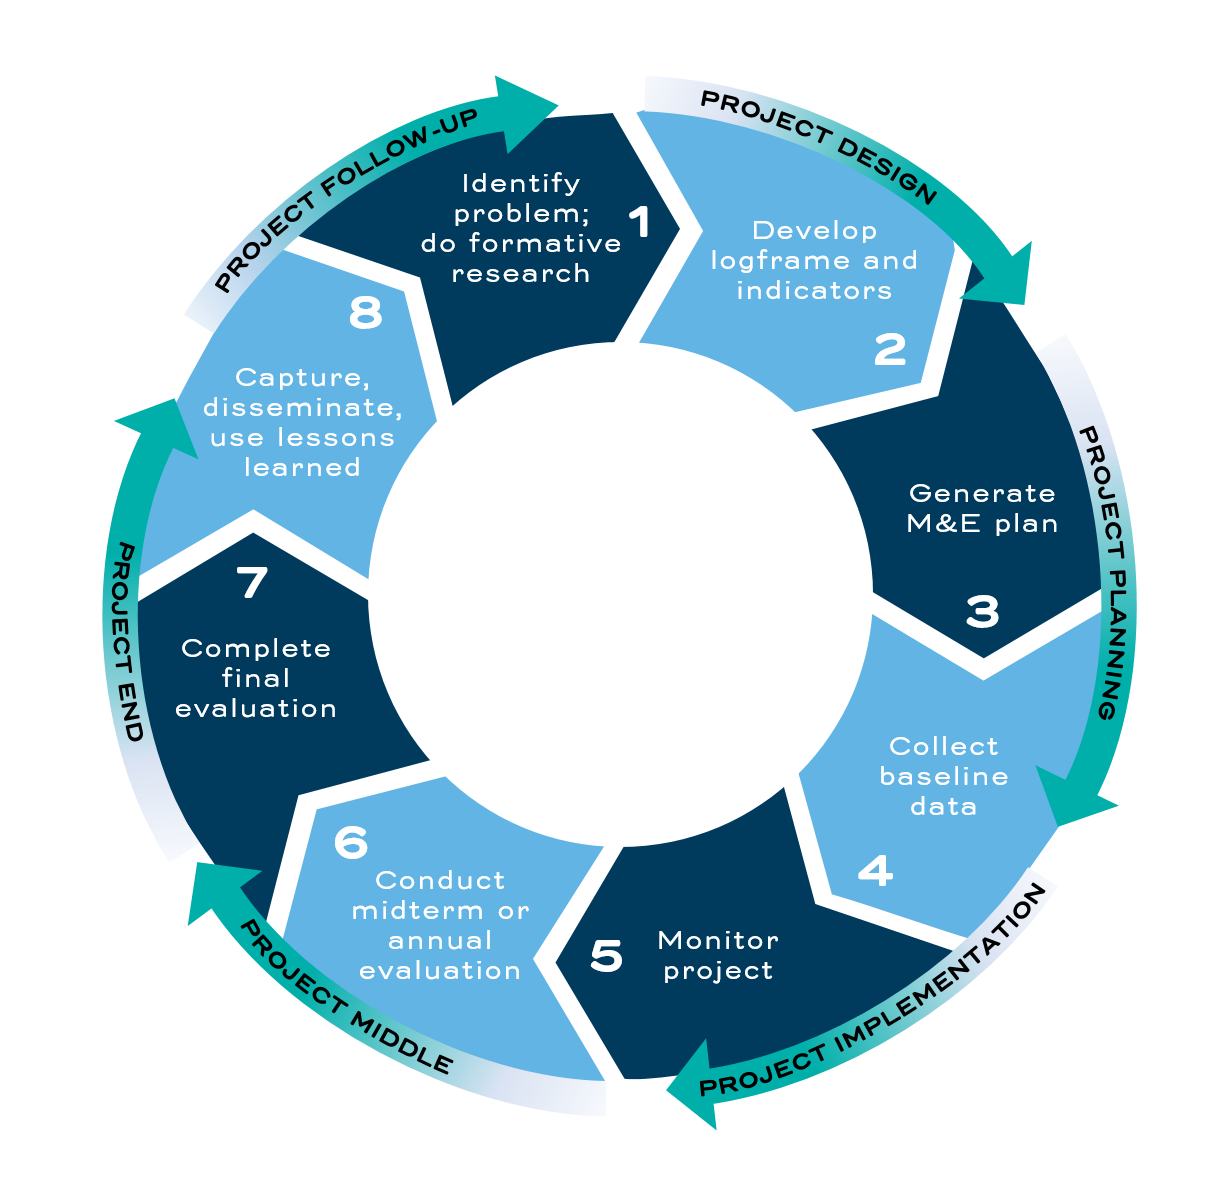 PROJECT FOLLOW-UP
PROJECT DESIGN
Identify
problem;
do formative
research
1
Develop
logframe and
indicators
2
Generate
M&E plan
3
PROJECT PLANNING
Collect
baseline
data
4
PROJECT IMPLEMENTATION
Monitor
project
5
Conduct
midterm or
annual
evaluation
6
PROJECT MIDDLE
Complete
final
evaluation
7
PROJECT END
Capture,
disseminate,
use lessons
learned
8